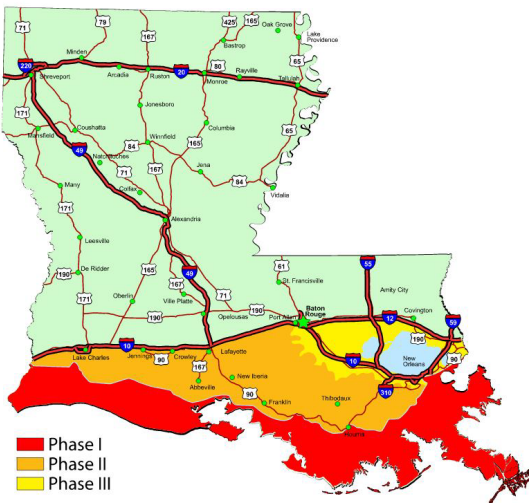 71
79
167
425
165
Oak Grove
Lake
Providence
Bastrop
65
Minden
80
220
Shreveport
Arcadia
Ruston
20
Monroe
Rayville
Tallulah
171
Jonesboro
Mansfield
Coushatta
84
Winnfield
165
Columbia
65
49
Natchitoches
71
167
Jena
84
Many
Colfax
Vidalia
171
Alexandria
Leesville
55
190
De Ridder
165
49
167
71
61
St. Francisville
Amity City
171
Oberlin
Ville Platte
190
Baton
Rouge
Covington
190
Opelousas
Port Allen
12
190
59
10
Lake Charles
Jennings
Crowley
Lafayette
10
New
Orleans
90
90
167
New Iberia
Abbeville
90
Franklin
Thibodaux
310
Houma
Phase I
Phase II
Phase III